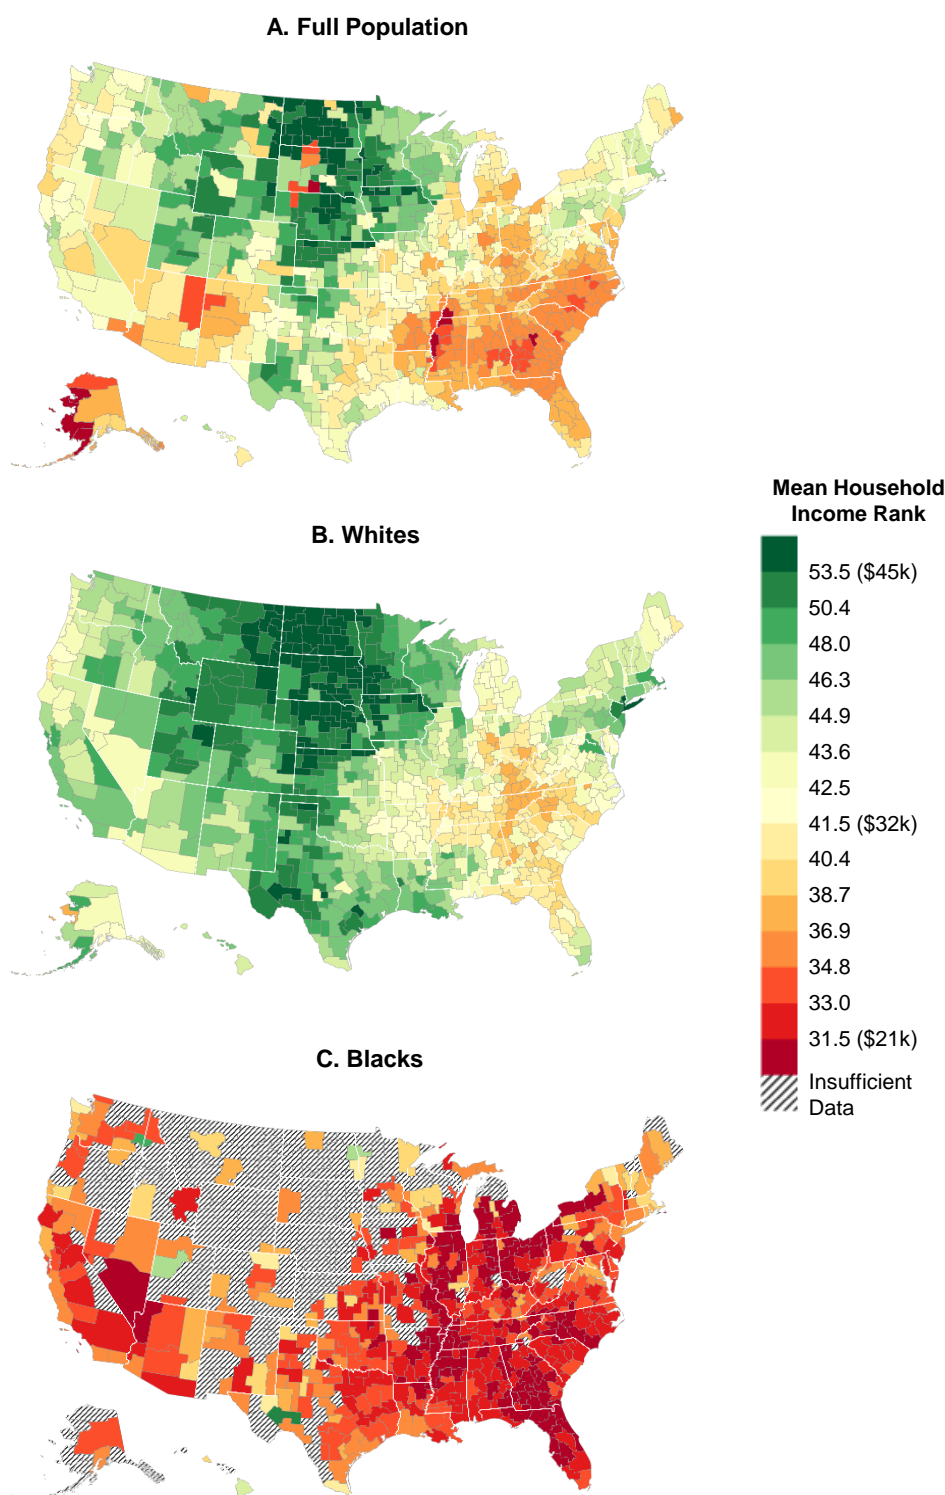 A. Full Population
Mean Household
Income Rank
B. Whites
53.5 ($45k)
50.4
48.0
46.3
44.9
43.6
42.5
41.5 ($32k)
40.4
38.7
36.9
34.8
33.0
31.5 ($21k)
Insufficient
Data
C. Blacks